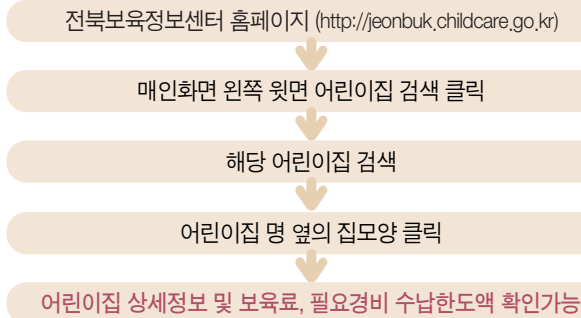 전북보육정보센터 홈페이지 (http://jeonbuk.childcare.go.kr)
매인화면 왼쪽 윗면 어린이집 검색 클릭
해당 어린이집 검색
어린이집 명 옆의 집모양 클릭
어린이집 상세정보 및 보육료, 필요경비 수납한도액 확인가능